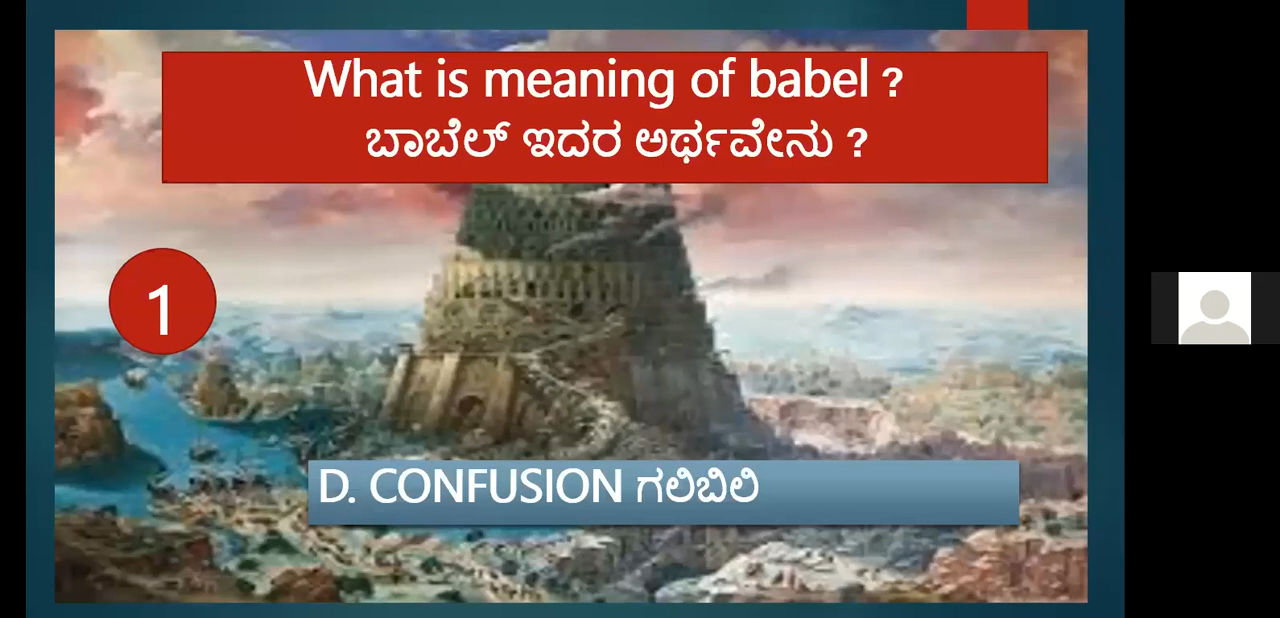 What is meaning of babel ?
ಬಾಬೆಲ್ ಇದರ ಅರ್ಥವೇನು ?
1
D. CONFUSION ಗಲಿಬಿಲಿ